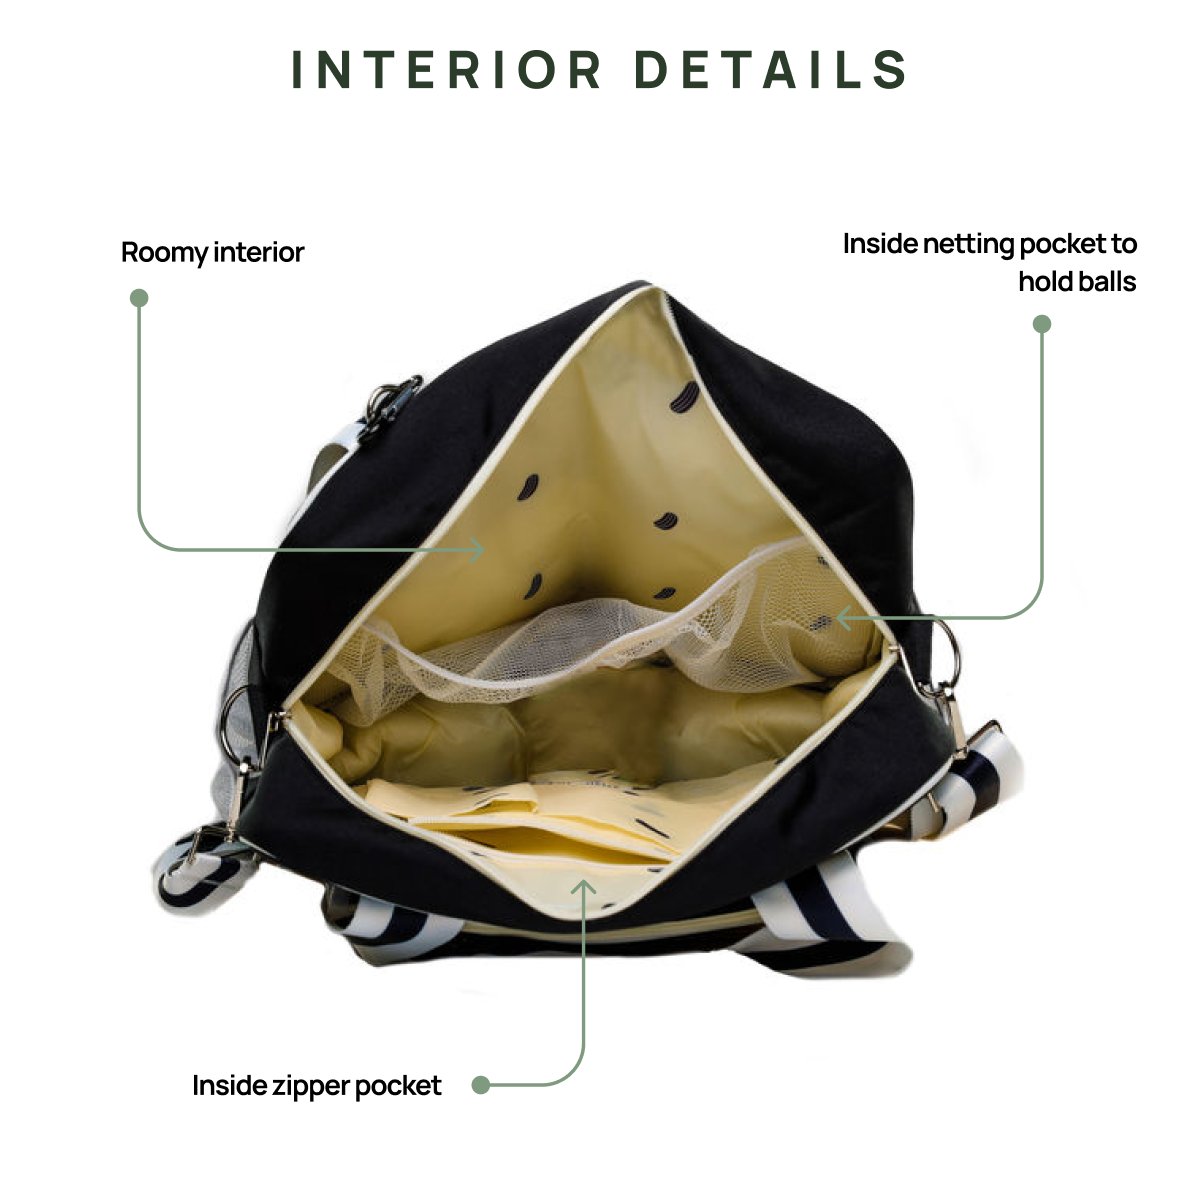 INTERIOR DETAILS
Roomy interior
Inside netting pocket to
hold balls
Inside zipper pocket